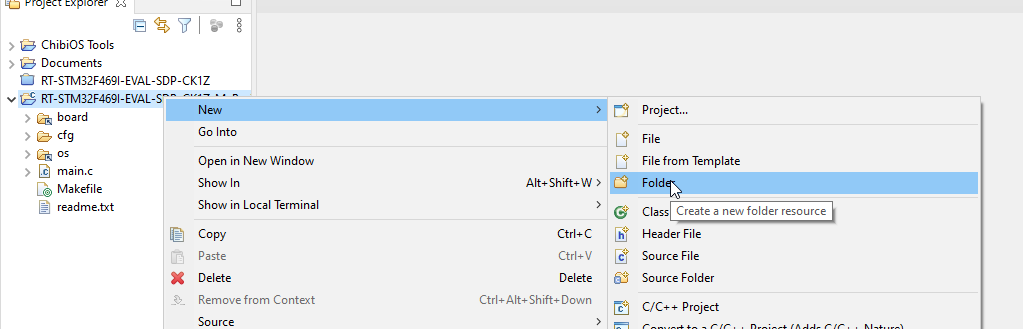 Project Explorer
ChibiOS Tools
Documents
RT-STM32F469I-EVAL-SDP-CK1Z
RT-STM32F469I-EVAL-SDP-CK1Z-M-B
board
cfg
os
main.c
Makefile
readme.txt
New
Go Into
Open in New Window
Show In Alt+Shift+W
Show in Local Terminal
Copy Ctrl+C
Paste Ctrl+V
Delete Delete
Remove from Context Ctrl+Alt+Shift+Down
Source
Project...
File
File from Template
Folder
Create a new folder resource
Class
Header File
Source File
Source Folder
C/C++ Project
Convert to a C/C++ Project (Adds C/C++ Nature)